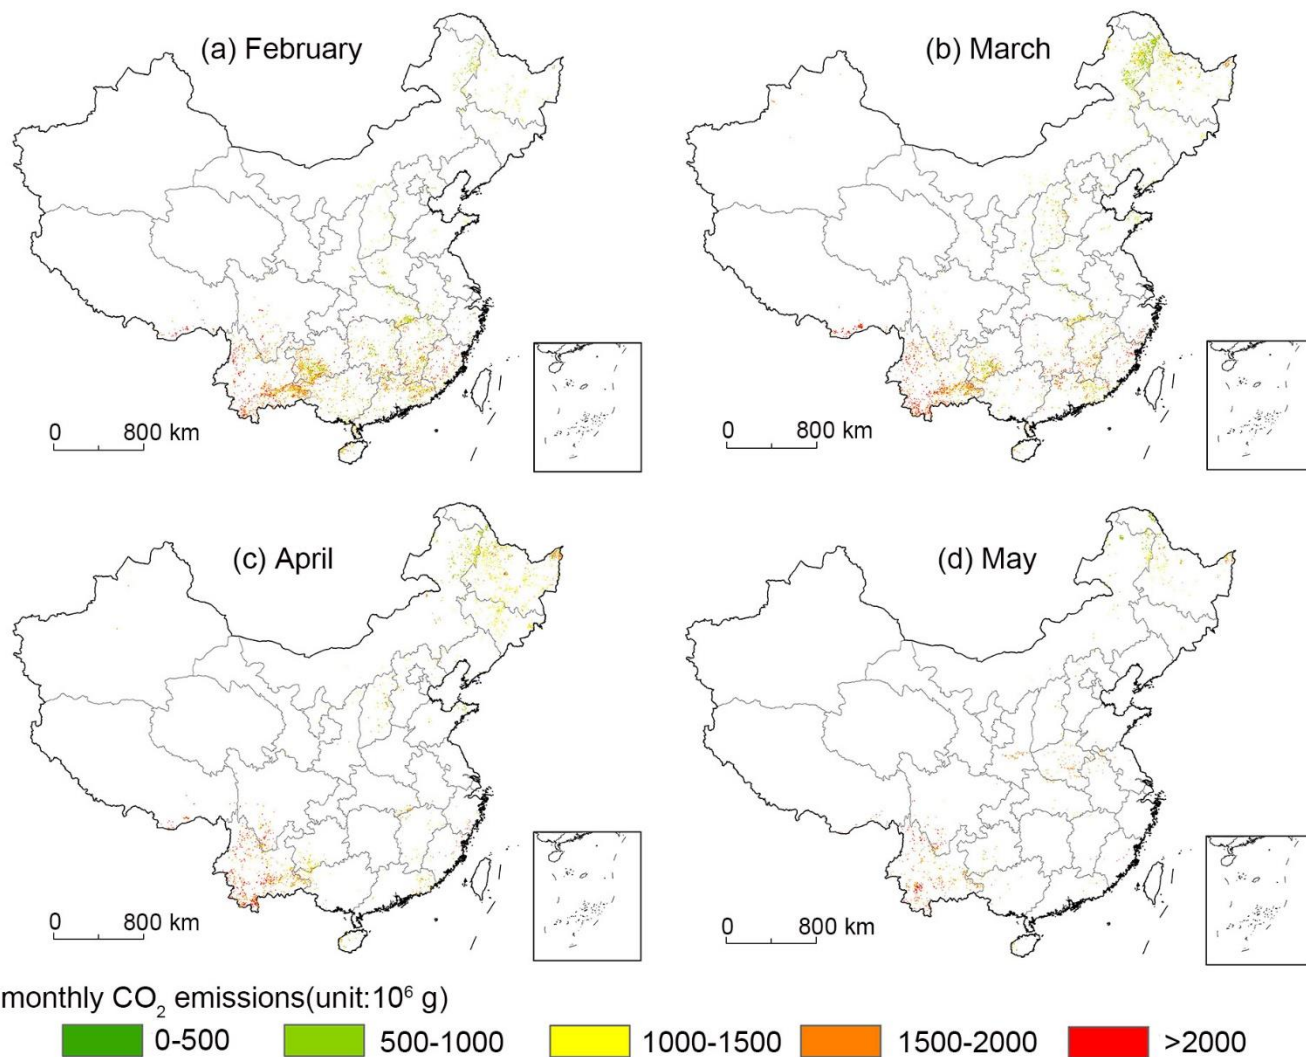 (a) February
(b) March
0 800 km
0 800 km
(c) April
(d) May
0 800 km
0 800 km
monthly CO₂ emissions(unit:10⁶ g)
0-500 500-1000 1000-1500 1500-2000 >2000